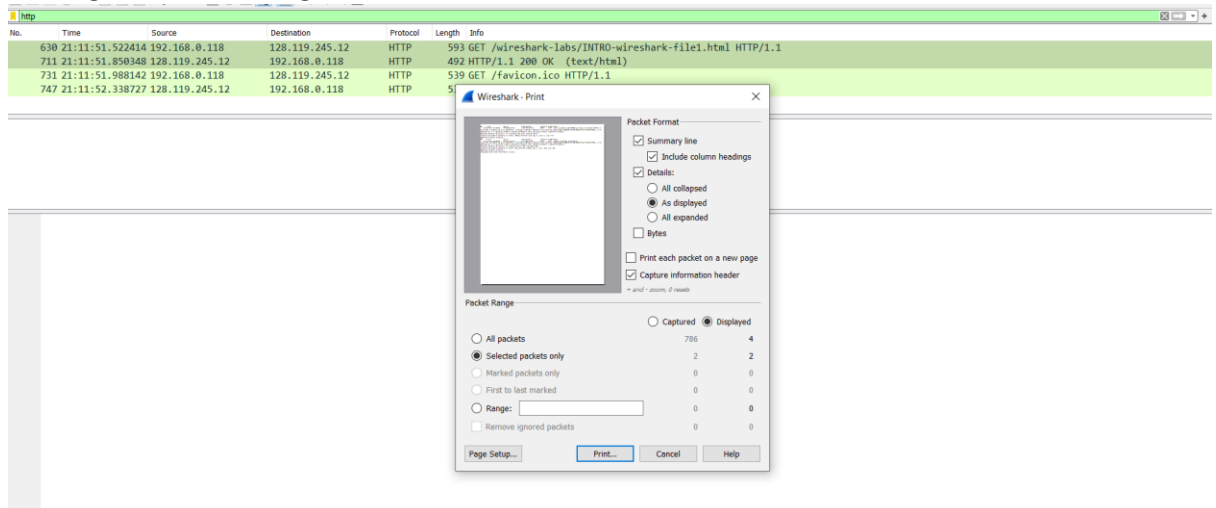 http
No. Time Source Destination Protocol Length Info
630 21:11:51.522414 192.168.0.118 128.119.245.12 HTTP 593 GET /wireshark-labs/INTRO-wireshark-file1.html HTTP/1.1
711 21:11:51.850348 128.119.245.12 192.168.0.118 HTTP 492 HTTP/1.1 200 OK (text/html)
731 21:11:51.988142 192.168.0.118 128.119.245.12 HTTP 539 GET /favicon.ico HTTP/1.1
747 21:11:52.338727 128.119.245.12 192.168.0.118 HTTP
Wireshark · Print
Packet Format
Summary line
Include column headings
Details:
All collapsed
As displayed
All expanded
Bytes
Print each packet on a new page
Capture information header
+ and - zoom, 0 resets
Packet Range
Captured Displayed
All packets 786 4
Selected packets only 2 2
Marked packets only 0 0
First to last marked 0 0
Range: 0 0
Remove ignored packets 0 0
Page Setup... Print... Cancel Help